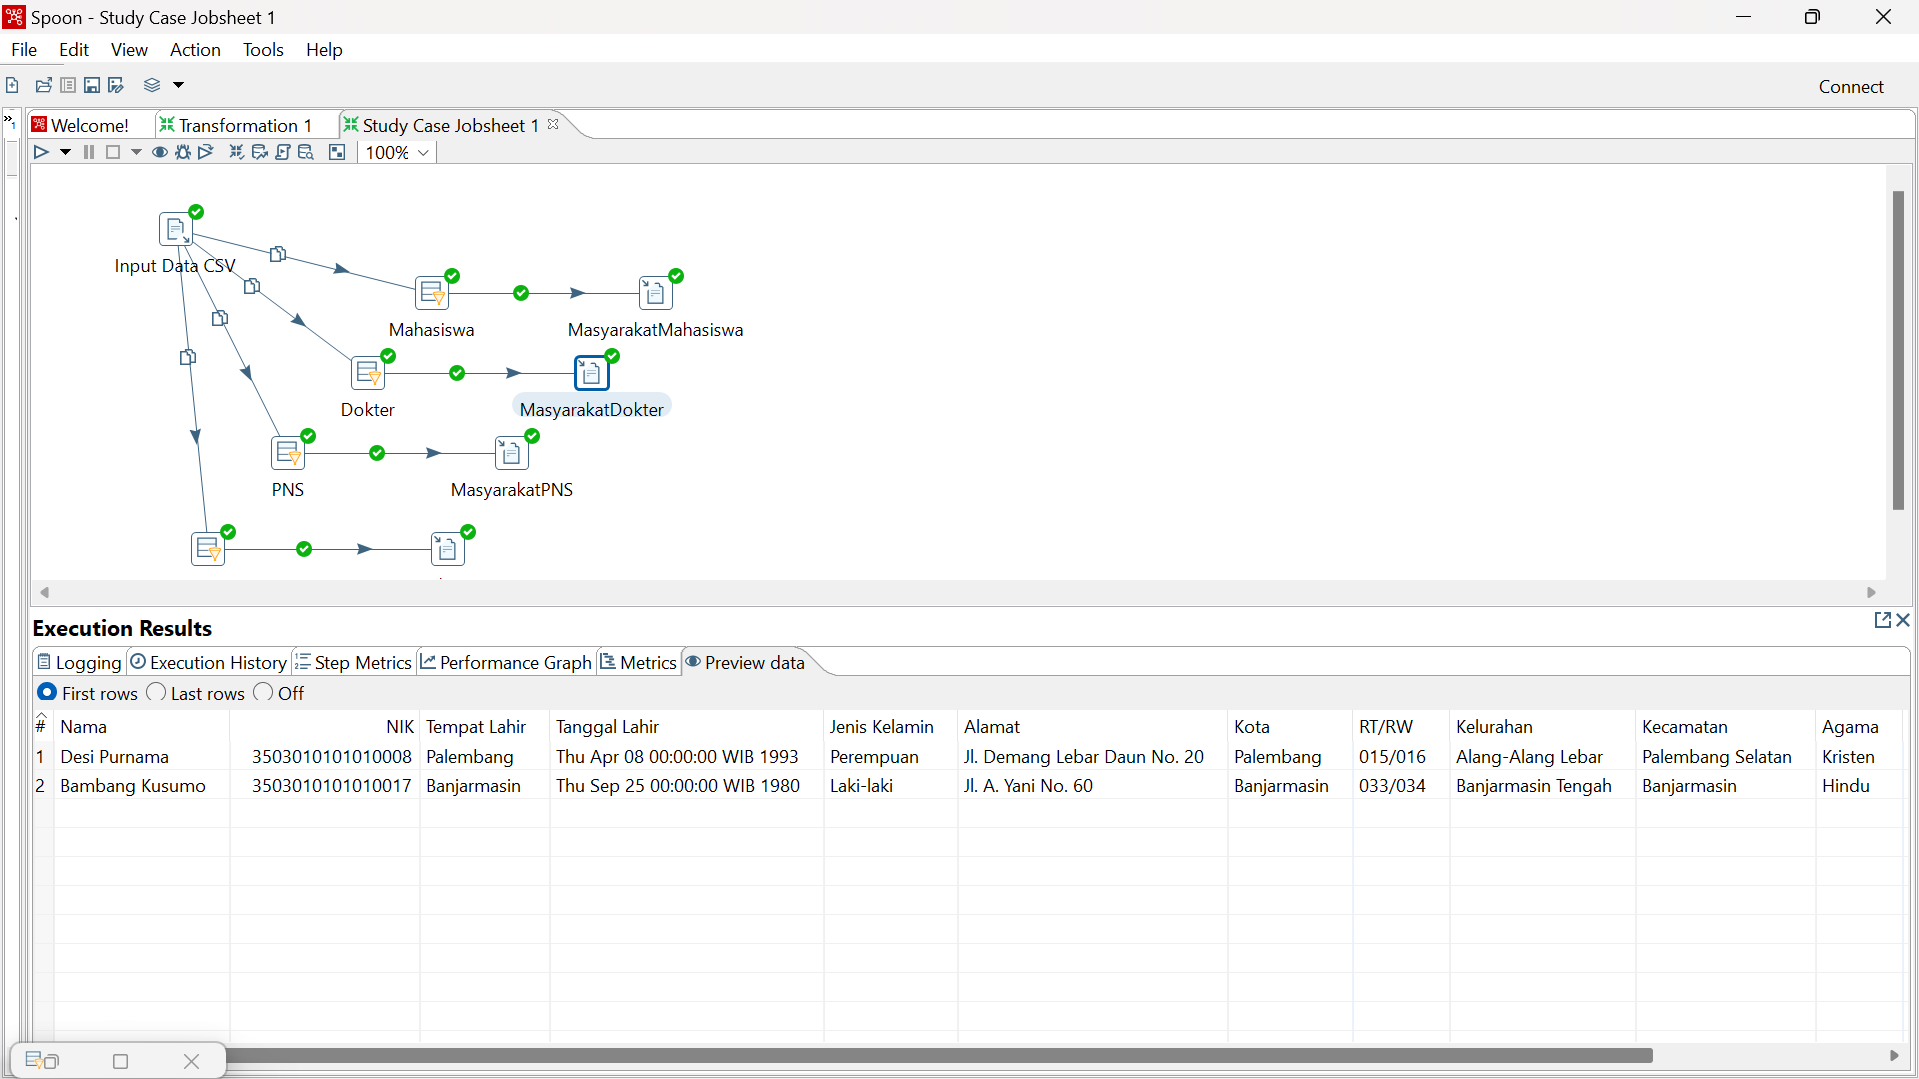 Spoon - Study Case Jobsheet 1
File Edit View Action Tools Help
Connect
»1
Welcome! Transformation 1 Study Case Jobsheet 1
100%
Input Data CSV
Mahasiswa MasyarakatMahasiswa
Dokter MasyarakatDokter
PNS MasyarakatPNS
Execution Results
Logging Execution History Step Metrics Performance Graph Metrics Preview data
First rows Last rows Off
# Nama NIK Tempat Lahir Tanggal Lahir Jenis Kelamin Alamat Kota RT/RW Kelurahan Kecamatan Agama
1 Desi Purnama 3503010101010008 Palembang Thu Apr 08 00:00:00 WIB 1993 Perempuan Jl. Demang Lebar Daun No. 20 Palembang 015/016 Alang-Alang Lebar Palembang Selatan Kristen
2 Bambang Kusumo 3503010101010017 Banjarmasin Thu Sep 25 00:00:00 WIB 1980 Laki-laki Jl. A. Yani No. 60 Banjarmasin 033/034 Banjarmasin Tengah Banjarmasin Hindu